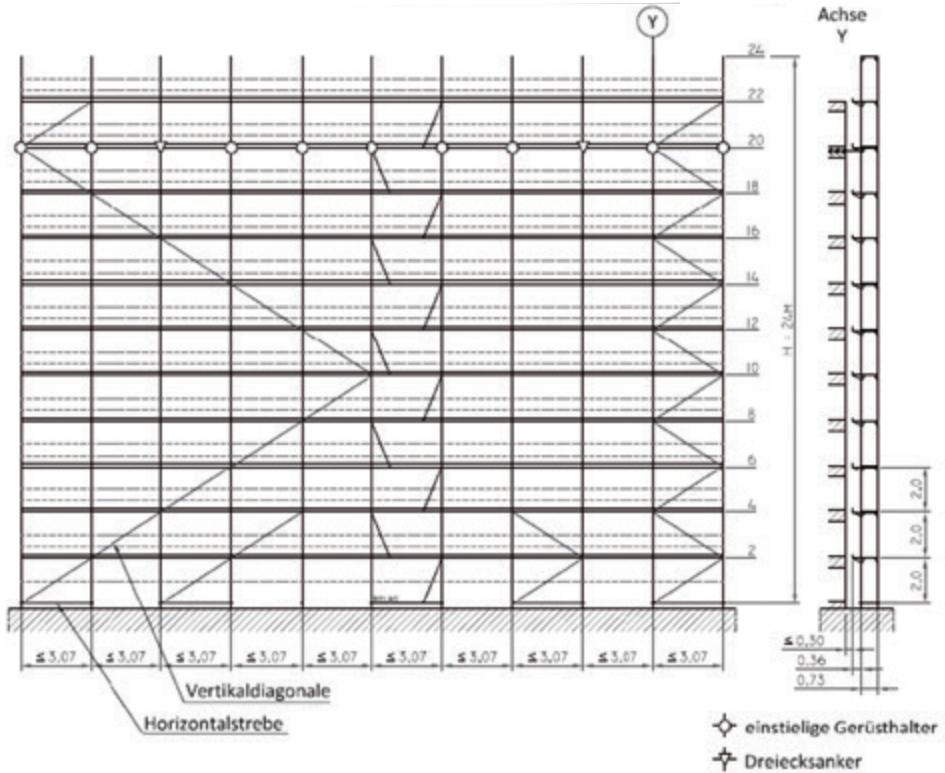 Y
Achse
Y
24
22
20
18
16
14
12
10
8
6
4
2
H = 24M
2,0
2,0
2,0
≤ 3,07 ≤ 3,07 ≤ 3,07 ≤ 3,07 ≤ 3,07 ≤ 3,07 ≤ 3,07 ≤ 3,07 ≤ 3,07 ≤ 3,07
≤ 0,30
0,36
0,73
Vertikaldiagonale
Horizontalstrebe
einstielige Gerüsthalter
Dreiecksanker